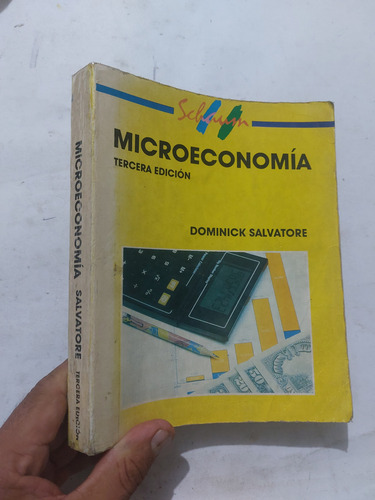 Schaum
MICROECONOMÍA
TERCERA EDICIÓN
DOMINICK SALVATORE
MICROECONOMÍA SALVATORE TERCERA EDICIÓN